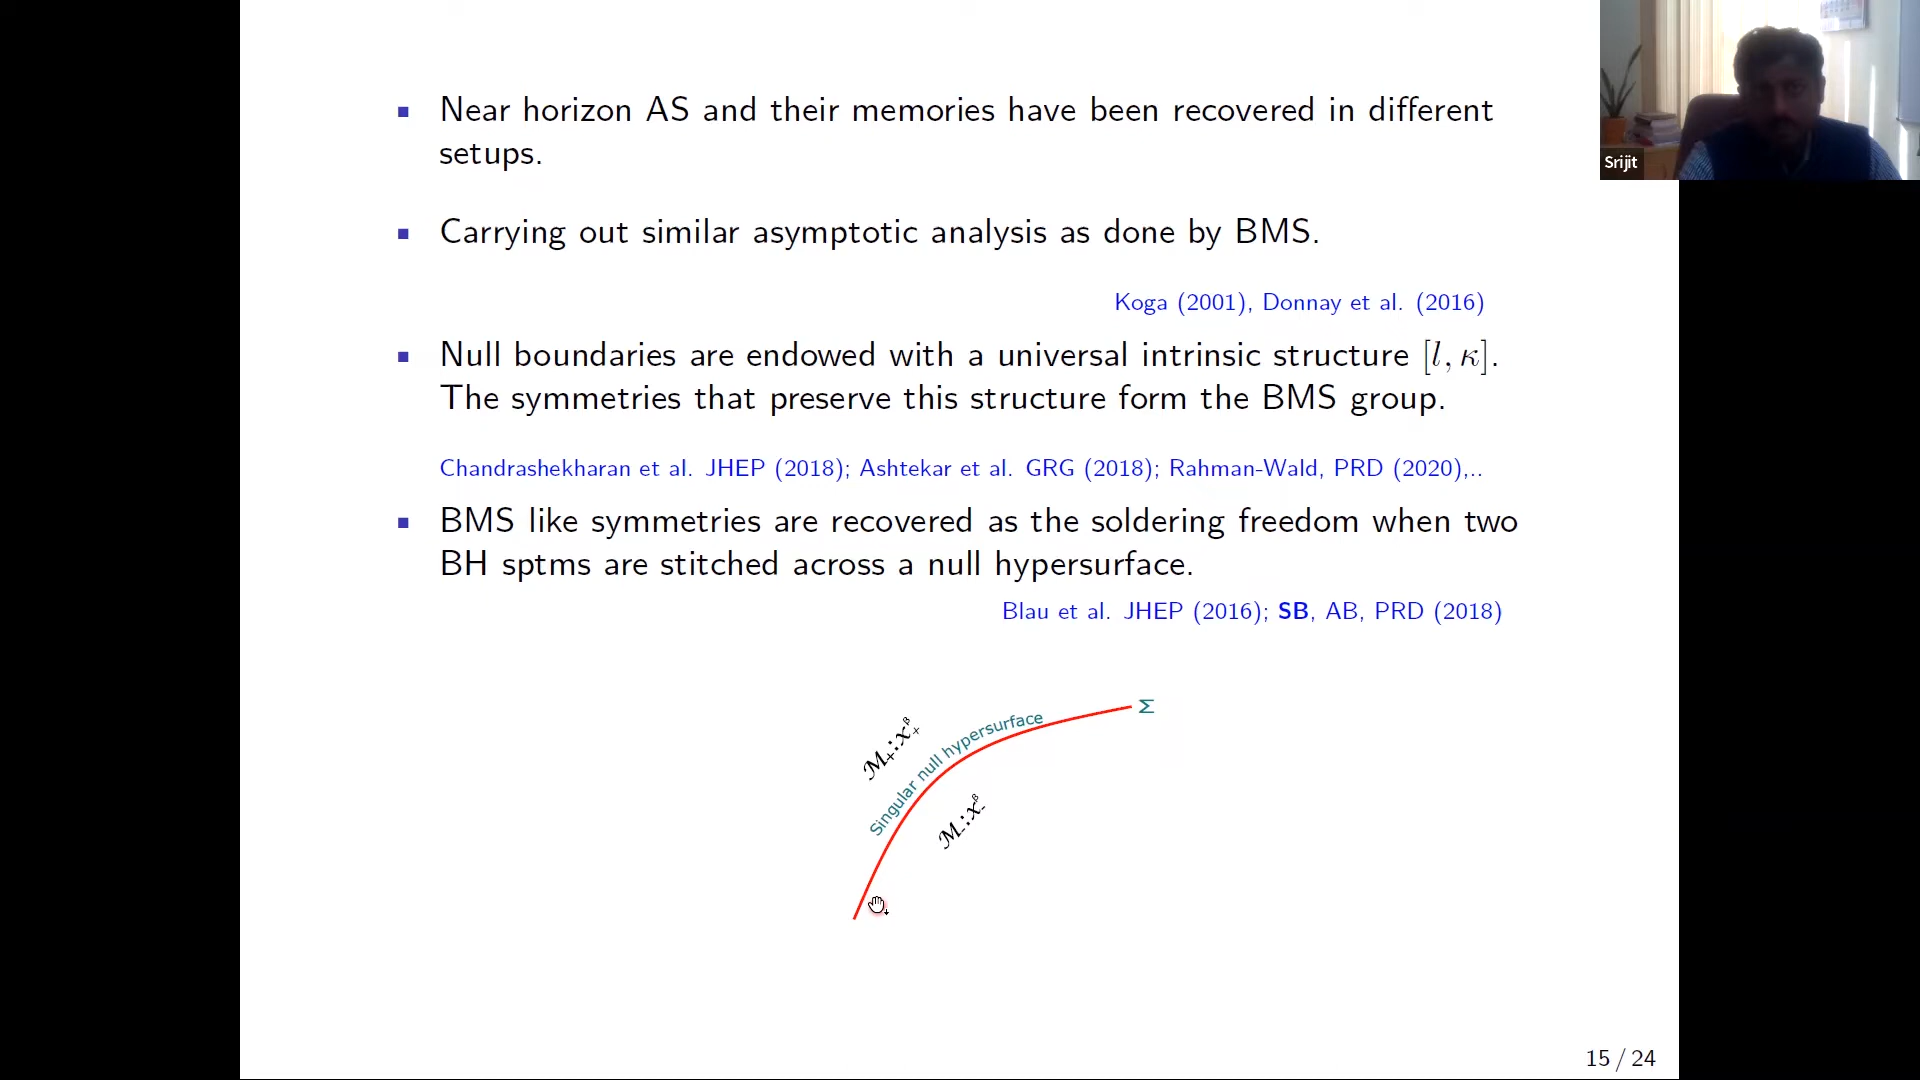 Near horizon AS and their memories have been recovered in different
setups.
Carrying out similar asymptotic analysis as done by BMS.
Koga (2001), Donnay et al. (2016)
Null boundaries are endowed with a universal intrinsic structure [l, κ].
The symmetries that preserve this structure form the BMS group.
Chandrashekharan et al. JHEP (2018); Ashtekar et al. GRG (2018); Rahman-Wald, PRD (2020),..
BMS like symmetries are recovered as the soldering freedom when two
BH sptms are stitched across a null hypersurface.
Blau et al. JHEP (2016); SB, AB, PRD (2018)
Σ
Singular null hypersurface
M₊:x₊ᵝ
M₋:x₋ᵝ
15 / 24
Srijit